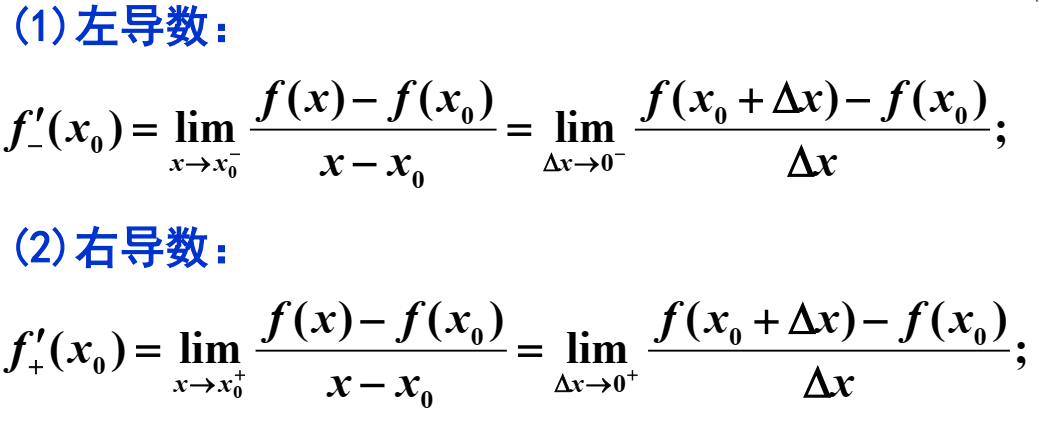 (1) 左导数：
f′₋(x₀) = lim_{x→x₀⁻} (f(x) − f(x₀))/(x − x₀) = lim_{Δx→0⁻} (f(x₀ + Δx) − f(x₀))/Δx ;
(2) 右导数：
f′₊(x₀) = lim_{x→x₀⁺} (f(x) − f(x₀))/(x − x₀) = lim_{Δx→0⁺} (f(x₀ + Δx) − f(x₀))/Δx ;